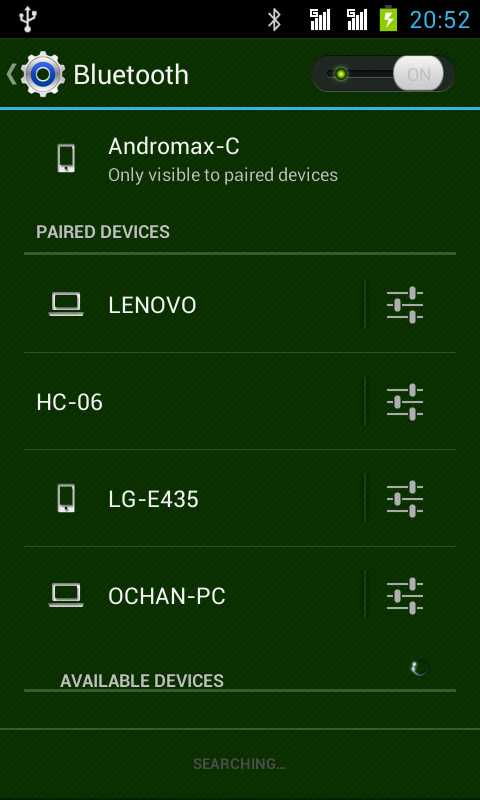 20:52
Bluetooth
ON
Andromax-C
Only visible to paired devices
PAIRED DEVICES
LENOVO
HC-06
LG-E435
OCHAN-PC
AVAILABLE DEVICES
SEARCHING...